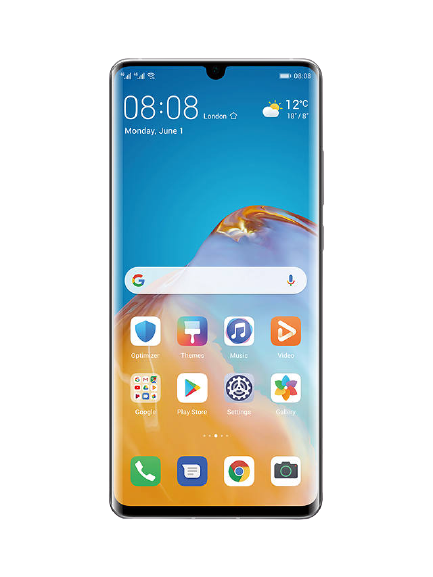 08:08
08:08 London
12°C
18° / 8°
Monday, June 1
G
Optimizer Themes Music Video
Google Play Store Settings Gallery